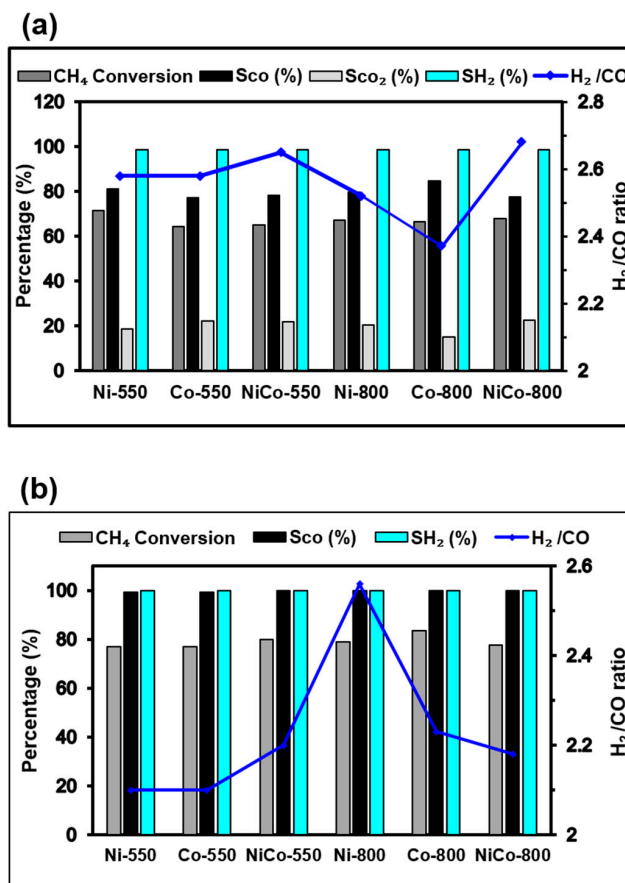 (a)
CH₄ Conversion Sco (%) Sco₂ (%) SH₂ (%) H₂ /CO
120
100
80
60
40
20
0
Percentage (%)
2.8
2.6
2.4
2.2
2
H₂/CO ratio
Ni-550 Co-550 NiCo-550 Ni-800 Co-800 NiCo-800
(b)
CH₄ Conversion Sco (%) SH₂ (%) H₂ /CO
100
80
60
40
20
0
Percentage (%)
2.6
2.4
2.2
2
H₂/CO ratio
Ni-550 Co-550 NiCo-550 Ni-800 Co-800 NiCo-800